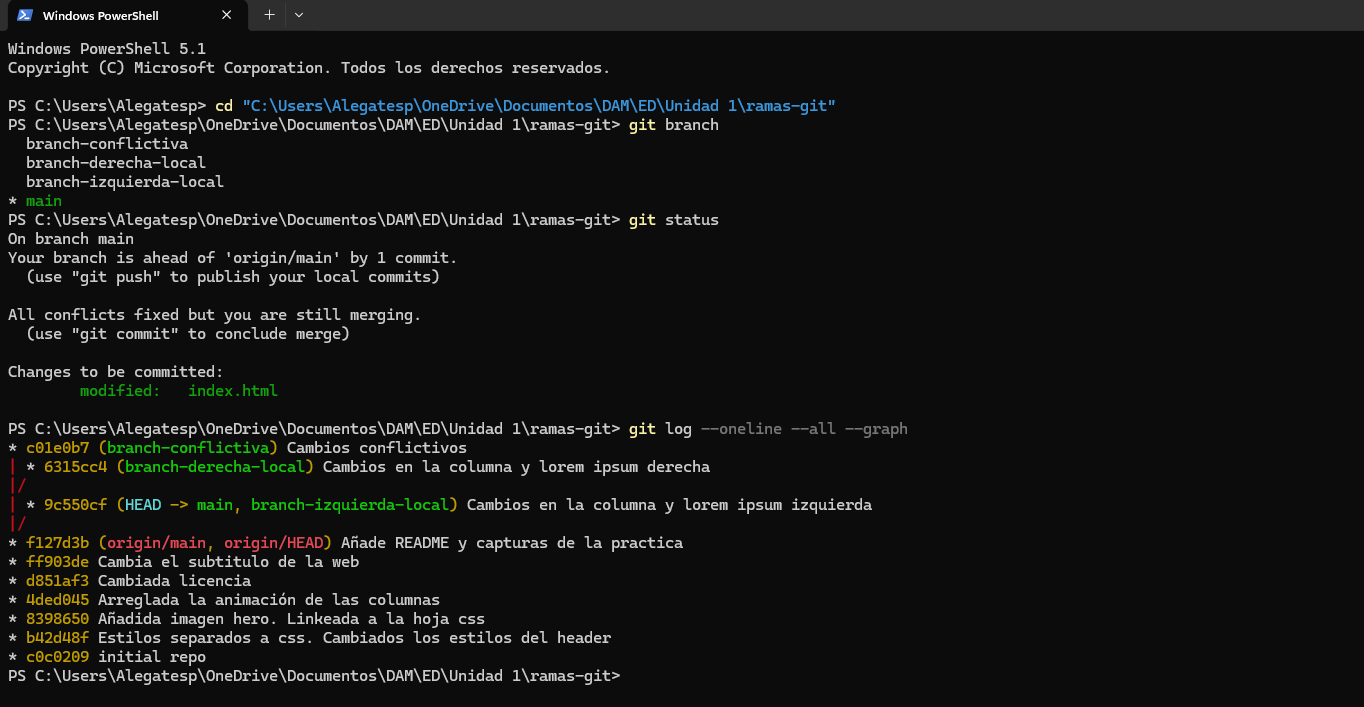 Windows PowerShell
Windows PowerShell 5.1
Copyright (C) Microsoft Corporation. Todos los derechos reservados.
PS C:\Users\Alegatesp> cd "C:\Users\Alegatesp\OneDrive\Documentos\DAM\ED\Unidad 1\ramas-git"
PS C:\Users\Alegatesp\OneDrive\Documentos\DAM\ED\Unidad 1\ramas-git> git branch
  branch-conflictiva
  branch-derecha-local
  branch-izquierda-local
* main
PS C:\Users\Alegatesp\OneDrive\Documentos\DAM\ED\Unidad 1\ramas-git> git status
On branch main
Your branch is ahead of 'origin/main' by 1 commit.
  (use "git push" to publish your local commits)
All conflicts fixed but you are still merging.
  (use "git commit" to conclude merge)
Changes to be committed:
        modified:   index.html
PS C:\Users\Alegatesp\OneDrive\Documentos\DAM\ED\Unidad 1\ramas-git> git log --oneline --all --graph
* c01e0b7 (branch-conflictiva) Cambios conflictivos
| * 6315cc4 (branch-derecha-local) Cambios en la columna y lorem ipsum derecha
|/
| * 9c550cf (HEAD -> main, branch-izquierda-local) Cambios en la columna y lorem ipsum izquierda
|/
* f127d3b (origin/main, origin/HEAD) Añade README y capturas de la practica
* ff903de Cambia el subtitulo de la web
* d851af3 Cambiada licencia
* 4ded045 Arreglada la animación de las columnas
* 8398650 Añadida imagen hero. Linkeada a la hoja css
* b42d48f Estilos separados a css. Cambiados los estilos del header
* c0c0209 initial repo
PS C:\Users\Alegatesp\OneDrive\Documentos\DAM\ED\Unidad 1\ramas-git>